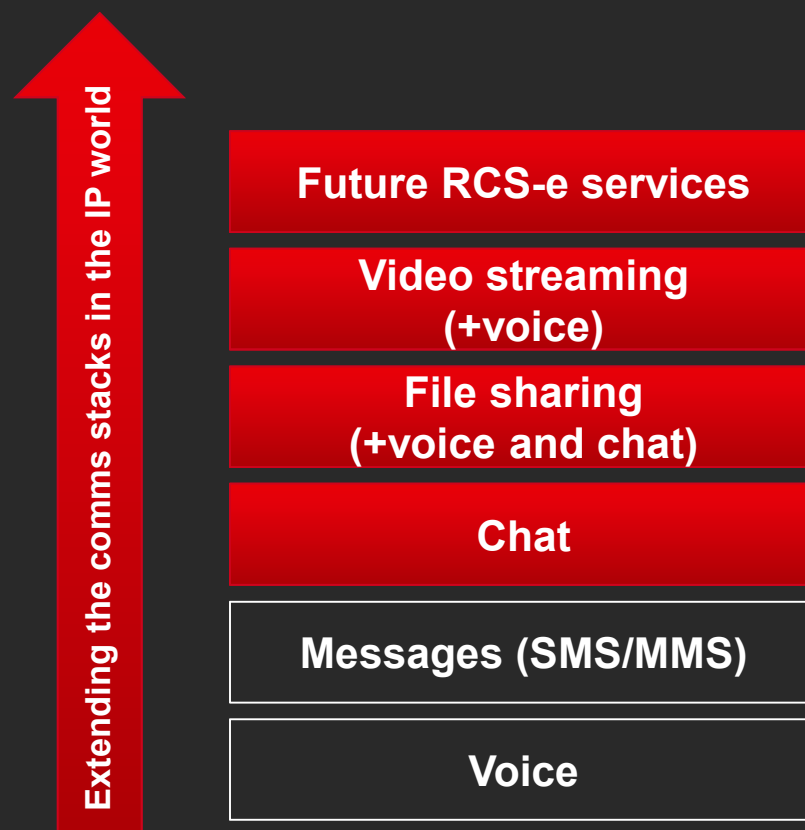 Extending the comms stacks in the IP world
Future RCS-e services
Video streaming
(+voice)
File sharing
(+voice and chat)
Chat
Messages (SMS/MMS)
Voice